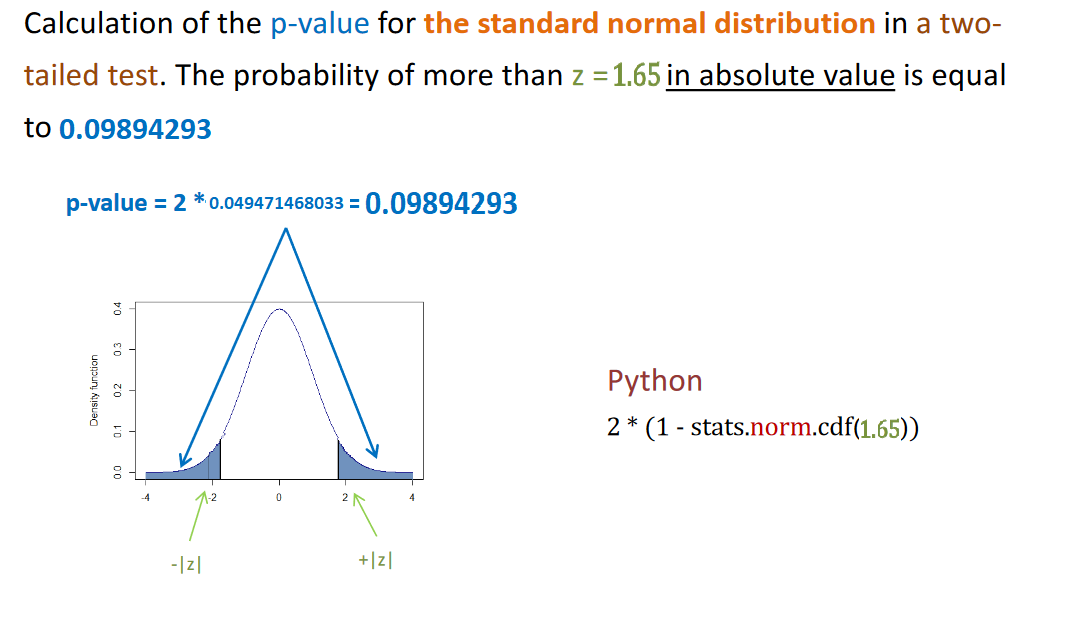 Calculation of the p-value for the standard normal distribution in a two-
tailed test. The probability of more than z =1.65 in absolute value is equal
to 0.09894293
p-value = 2 * 0.049471468033 = 0.09894293
0.4
0.3
0.2
0.1
0.0
Density function
-4
-2
0
2
4
-|z|
+|z|
Python
2 * (1 - stats.norm.cdf(1.65))